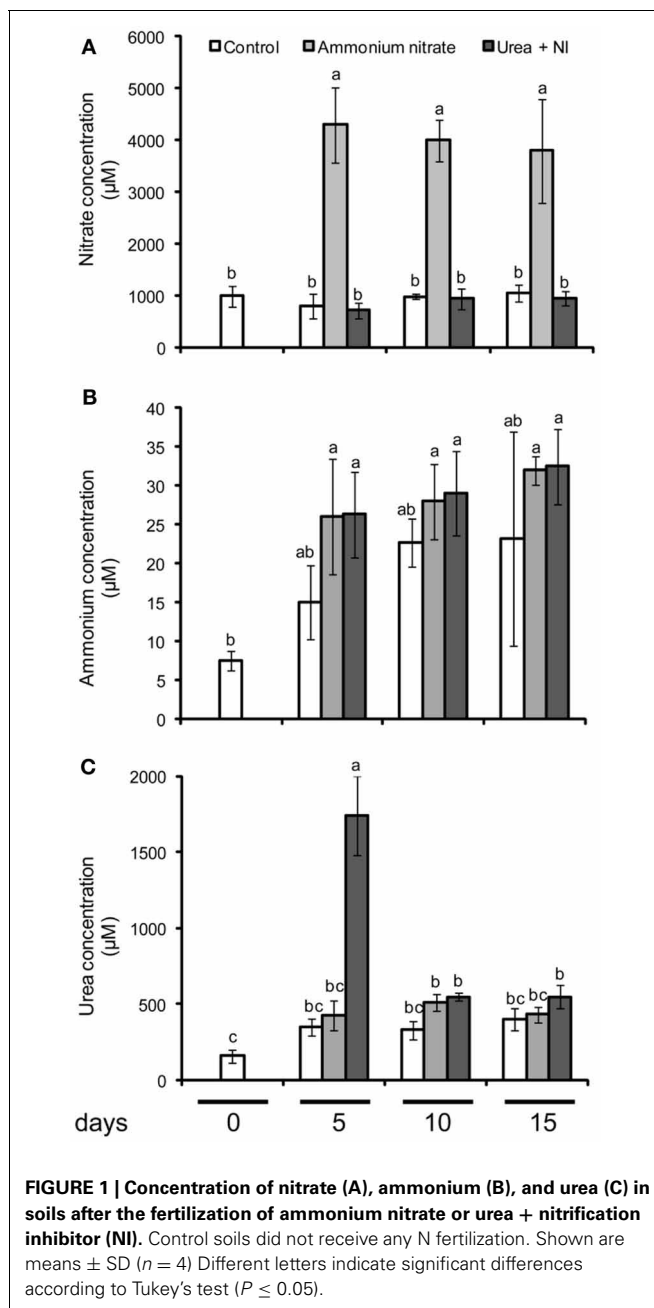 A
Control Ammonium nitrate Urea + NI
Nitrate concentration
(µM)
6000
5000
4000
3000
2000
1000
0
b
b
a
b
b
a
b
b
a
b
B
Ammonium concentration
(µM)
40
35
30
25
20
15
10
5
0
b
ab
a
a
ab
a
a
ab
a
a
C
Urea concentration
(µM)
2000
1500
1000
500
0
c
bc
bc
a
bc
b
b
bc
bc
b
days 0 5 10 15
FIGURE 1 | Concentration of nitrate (A), ammonium (B), and urea (C) in
soils after the fertilization of ammonium nitrate or urea + nitrification
inhibitor (NI). Control soils did not receive any N fertilization. Shown are
means ± SD (n = 4) Different letters indicate significant differences
according to Tukey's test (P ≤ 0.05).